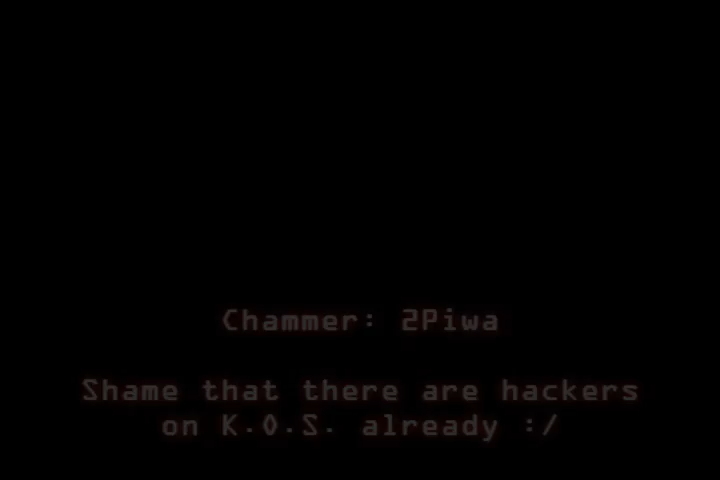 Chammer: 2Piwa
Shame that there are hackers
on K.O.S. already :/